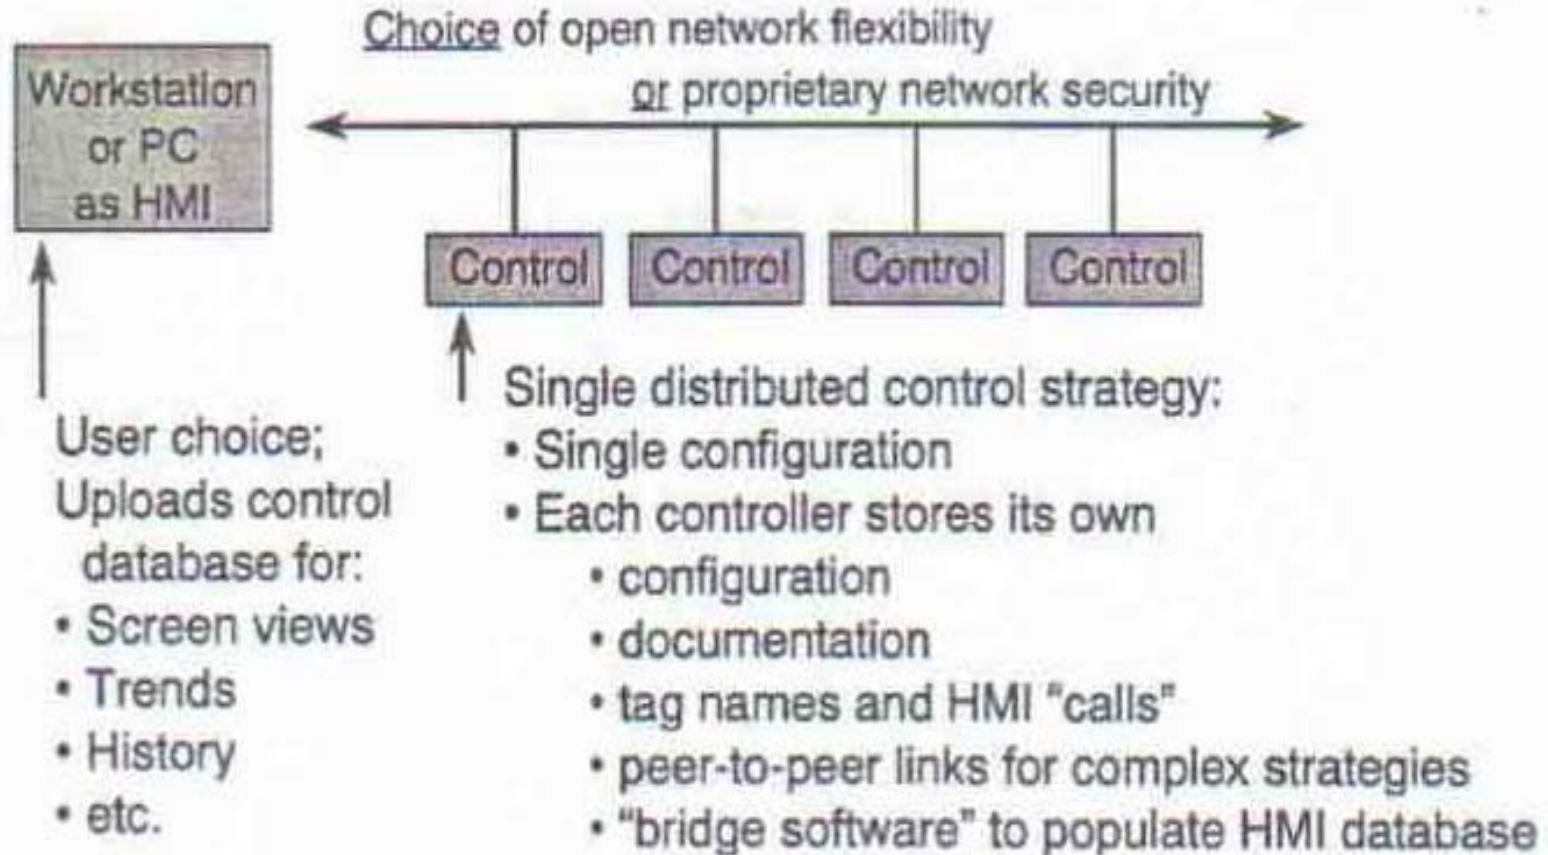 Choice of open network flexibility
or proprietary network security
Workstation
or PC
as HMI
Control
Control
Control
Control
User choice;
Uploads control
database for:
• Screen views
• Trends
• History
• etc.
Single distributed control strategy:
• Single configuration
• Each controller stores its own
• configuration
• documentation
• tag names and HMI “calls”
• peer-to-peer links for complex strategies
• “bridge software” to populate HMI database